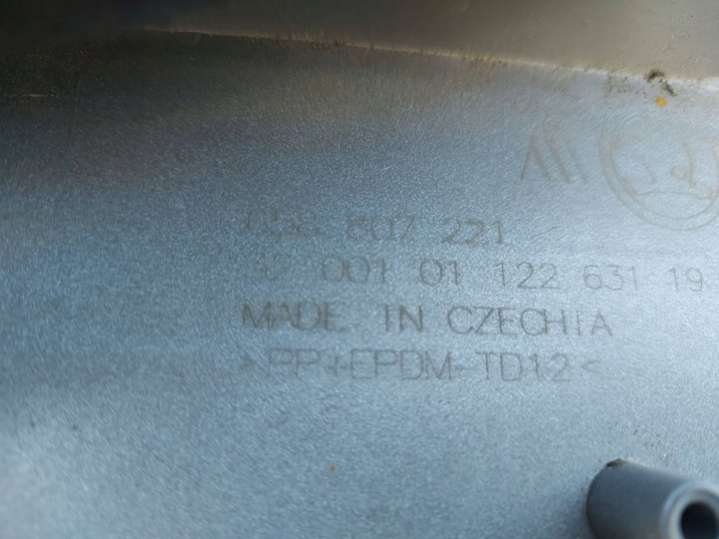 807 221
001 01 122 631 19
MADE IN CZECHIA
>PP+EPDM-TD12<